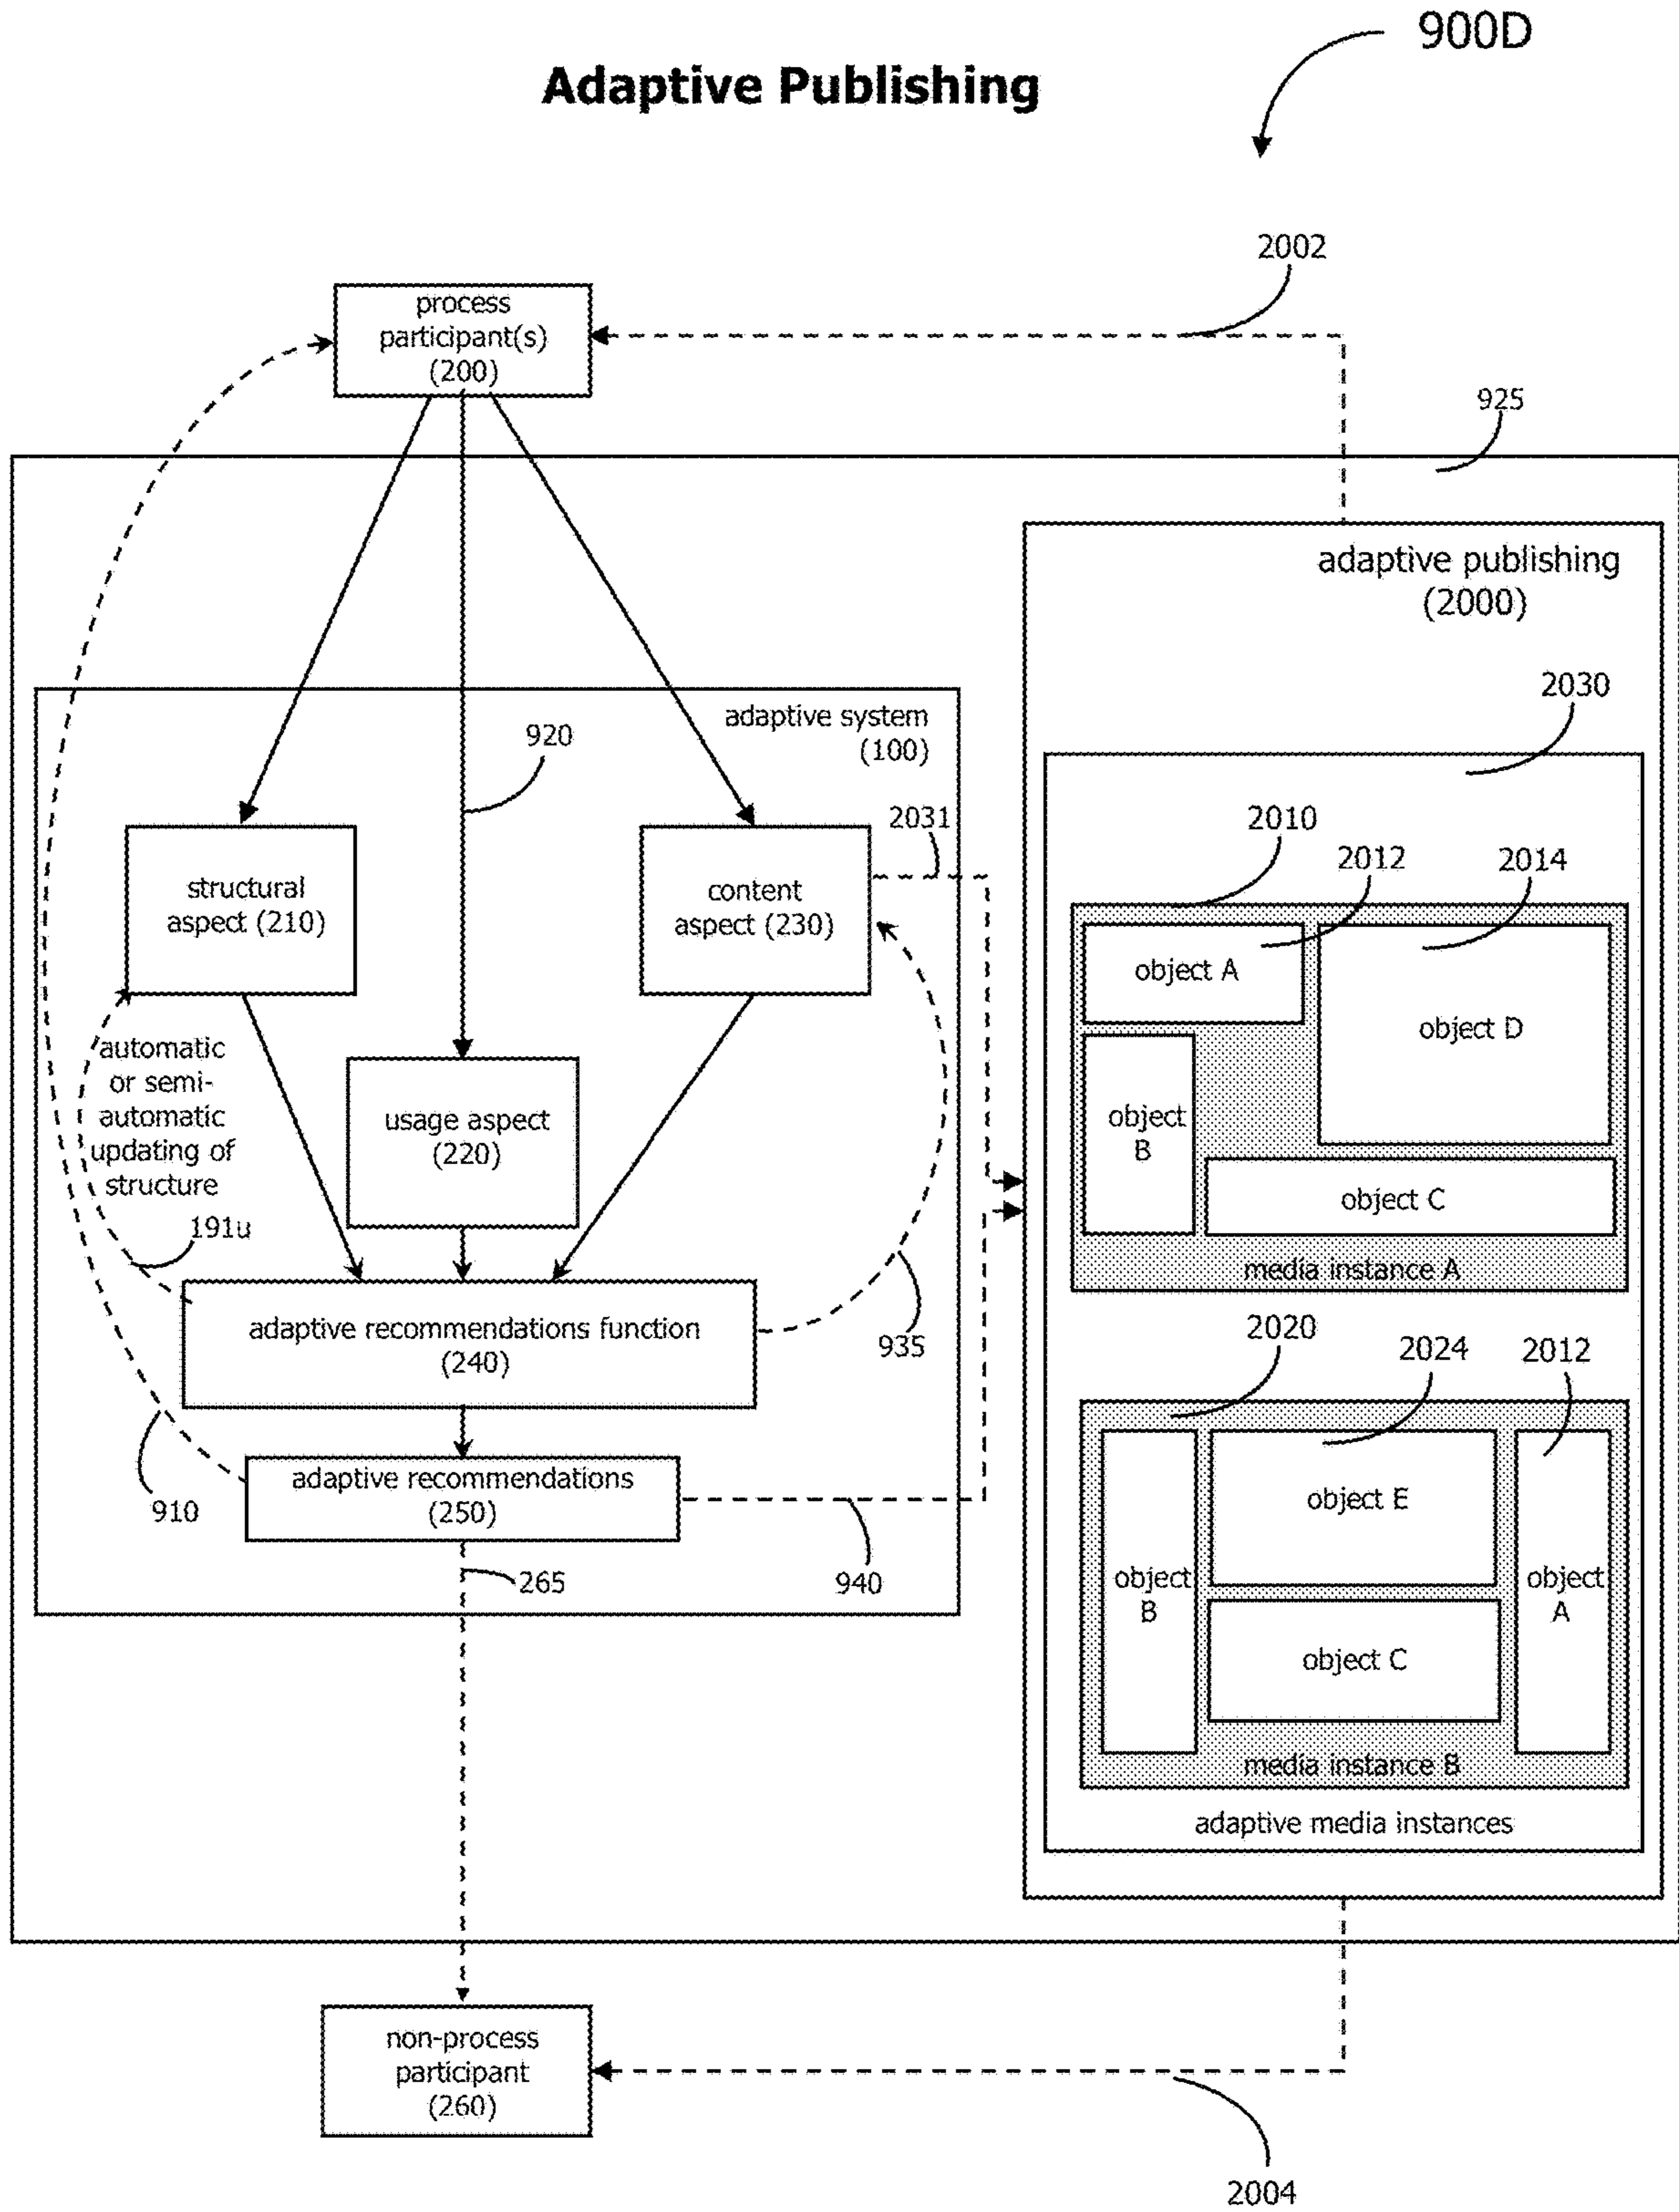 900D
Adaptive Publishing
2002
process
participant(s)
(200)
925
adaptive publishing
(2000)
2030
adaptive system
(100)
920
2031
2010
2012
2014
structural
aspect (210)
content
aspect (230)
object A
object D
automatic
or semi-
automatic
updating of
structure
usage aspect
(220)
object
B
object C
191u
media instance A
adaptive recommendations function
(240)
935
2020
2024
2012
910
adaptive recommendations
(250)
265
940
object E
object
B
object
A
object C
media instance B
adaptive media instances
non-process
participant
(260)
2004